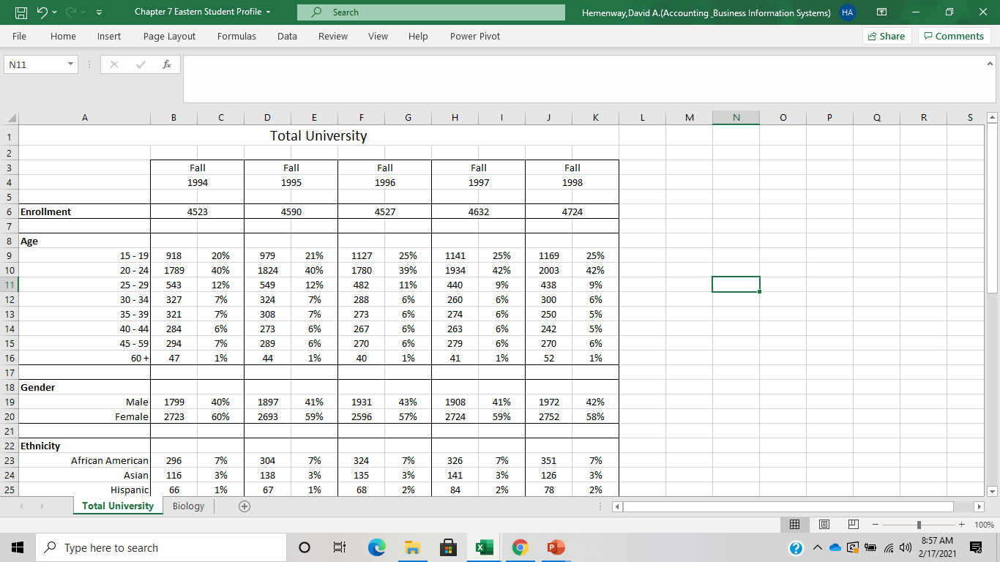 Chapter 7 Eastern Student Profile
Search
Hemenway,David A.(Accounting _Business Information Systems)
HA
File Home Insert Page Layout Formulas Data Review View Help Power Pivot
Share Comments
N11 fx
A B C D E F G H I J K L M N O P Q R S
1 Total University
2
3 Fall Fall Fall Fall Fall
4 1994 1995 1996 1997 1998
5
6 Enrollment 4523 4590 4527 4632 4724
7
8 Age
9 15 - 19 918 20% 979 21% 1127 25% 1141 25% 1169 25%
10 20 - 24 1789 40% 1824 40% 1780 39% 1934 42% 2003 42%
11 25 - 29 543 12% 549 12% 482 11% 440 9% 438 9%
12 30 - 34 327 7% 324 7% 288 6% 260 6% 300 6%
13 35 - 39 321 7% 308 7% 273 6% 274 6% 250 5%
14 40 - 44 284 6% 273 6% 267 6% 263 6% 242 5%
15 45 - 59 294 7% 289 6% 270 6% 279 6% 270 6%
16 60 + 47 1% 44 1% 40 1% 41 1% 52 1%
17
18 Gender
19 Male 1799 40% 1897 41% 1931 43% 1908 41% 1972 42%
20 Female 2723 60% 2693 59% 2596 57% 2724 59% 2752 58%
21
22 Ethnicity
23 African American 296 7% 304 7% 324 7% 326 7% 351 7%
24 Asian 116 3% 138 3% 135 3% 141 3% 126 3%
25 Hispanic 66 1% 67 1% 68 2% 84 2% 78 2%
Total University Biology
100%
Type here to search
8:57 AM
2/17/2021